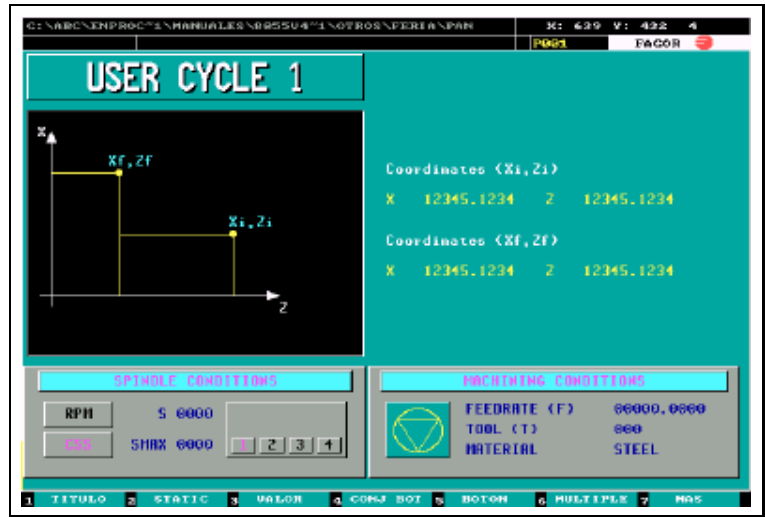 C:\ABC\ENPROC~1\MANUALES\8055V4~1\OTROS\FERIA\PAN X: 639 Y: 422 4
P001 FAGOR
USER CYCLE 1
X
Xf,Zf
Xi,Zi
Z
Coordinates (Xi,Zi)
X 12345.1234 Z 12345.1234
Coordinates (Xf,Zf)
X 12345.1234 Z 12345.1234
SPINDLE CONDITIONS
RPM S 0000
CSS SMAX 0000 1 2 3 4
MACHINING CONDITIONS
FEEDRATE (F) 00000.0000
TOOL (T) 000
MATERIAL STEEL
1 TITULO 2 STATIC 3 VALOR 4 CONJ BOT 5 BOTON 6 MULTIPLE 7 MAS